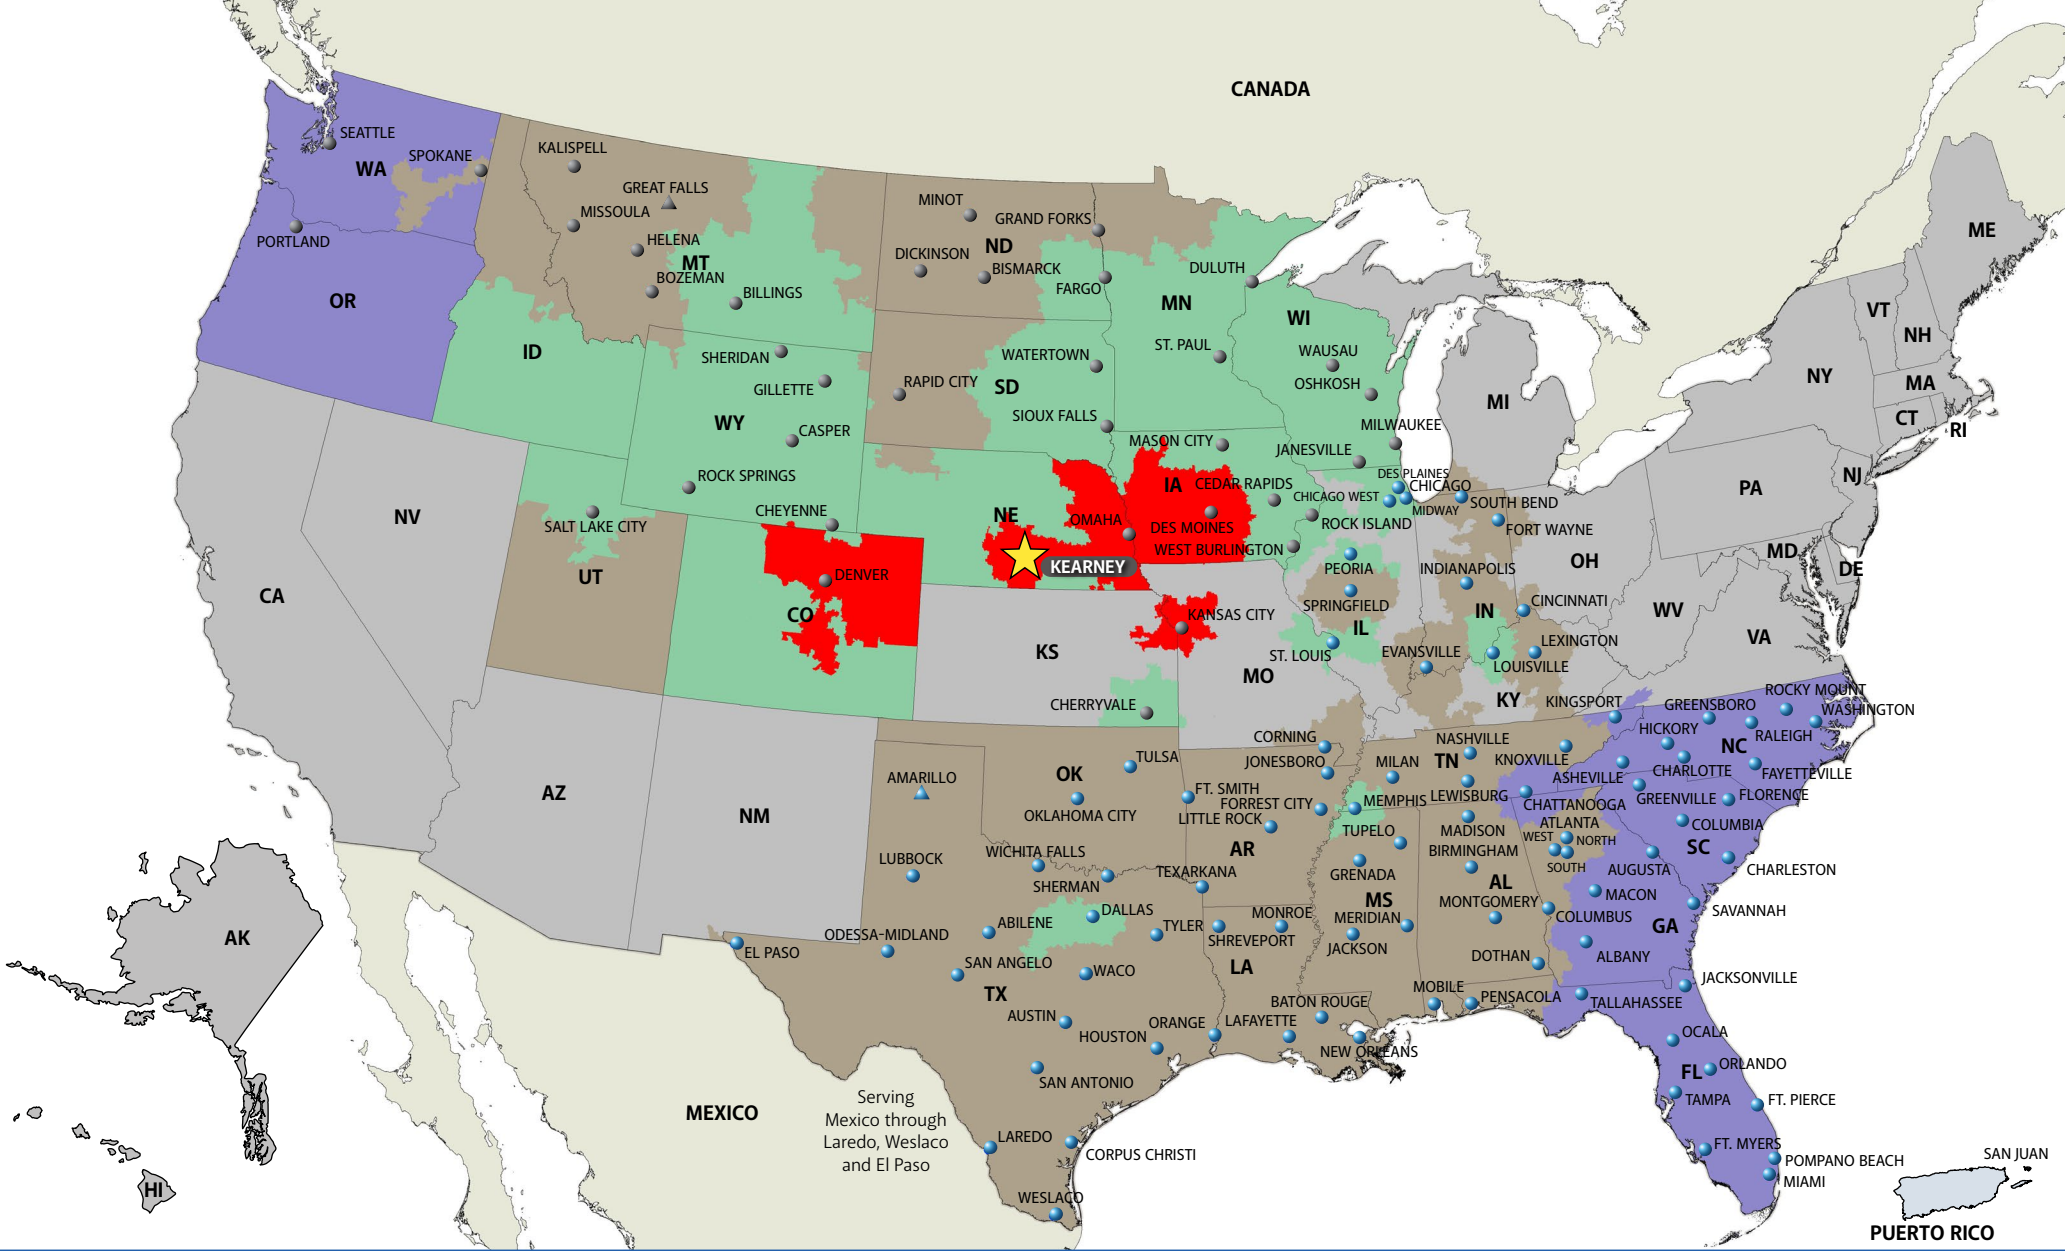 CANADA
SEATTLE
SPOKANE
WA
KALISPELL
GREAT FALLS
MISSOULA
HELENA
MT
BOZEMAN
BILLINGS
PORTLAND
OR
ID
MINOT
GRAND FORKS
ND
DICKINSON
BISMARCK
FARGO
DULUTH
MN
WI
ST. PAUL
WAUSAU
OSHKOSH
MILWAUKEE
JANESVILLE
ME
VT
NH
NY
MA
CT
RI
MI
SHERIDAN
GILLETTE
WY
CASPER
ROCK SPRINGS
CHEYENNE
WATERTOWN
RAPID CITY
SD
SIOUX FALLS
MASON CITY
IA
CEDAR RAPIDS
DES MOINES
WEST BURLINGTON
NE
OMAHA
KEARNEY
DES PLAINES
CHICAGO
CHICAGO WEST
MIDWAY
ROCK ISLAND
SOUTH BEND
FORT WAYNE
PA
NJ
MD
DE
OH
NV
CA
SALT LAKE CITY
UT
DENVER
CO
KANSAS CITY
KS
MO
CHERRYVALE
PEORIA
SPRINGFIELD
IL
ST. LOUIS
INDIANAPOLIS
IN
CINCINNATI
LEXINGTON
LOUISVILLE
EVANSVILLE
KY
WV
VA
KINGSPORT
GREENSBORO
ROCKY MOUNT
WASHINGTON
HICKORY
RALEIGH
NC
CHARLOTTE
FAYETTEVILLE
ASHEVILLE
GREENVILLE
FLORENCE
COLUMBIA
SC
CHARLESTON
CORNING
JONESBORO
NASHVILLE
TN
KNOXVILLE
MILAN
LEWISBURG
CHATTANOOGA
MEMPHIS
AZ
NM
AMARILLO
OK
TULSA
OKLAHOMA CITY
FT. SMITH
FORREST CITY
LITTLE ROCK
AR
TUPELO
MADISON
BIRMINGHAM
AL
ATLANTA
WEST
NORTH
SOUTH
AUGUSTA
MACON
SAVANNAH
GA
COLUMBUS
ALBANY
GRENADA
MS
MERIDIAN
JACKSON
MONTGOMERY
DOTHAN
LUBBOCK
WICHITA FALLS
SHERMAN
TEXARKANA
DALLAS
ABILENE
TYLER
MONROE
SHREVEPORT
LA
ODESSA-MIDLAND
EL PASO
SAN ANGELO
WACO
TX
AUSTIN
HOUSTON
ORANGE
LAFAYETTE
BATON ROUGE
NEW ORLEANS
MOBILE
PENSACOLA
TALLAHASSEE
JACKSONVILLE
OCALA
ORLANDO
FL
TAMPA
FT. PIERCE
FT. MYERS
POMPANO BEACH
MIAMI
SAN ANTONIO
LAREDO
CORPUS CHRISTI
WESLACO
Serving
Mexico through
Laredo, Weslaco
and El Paso
MEXICO
AK
HI
SAN JUAN
PUERTO RICO